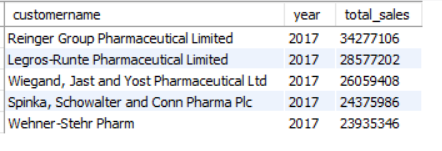 customername year total_sales
Reinger Group Pharmaceutical Limited 2017 34277106
Legros-Runte Pharmaceutical Limited 2017 28577202
Wiegand, Jast and Yost Pharmaceutical Ltd 2017 26059408
Spinka, Schowalter and Conn Pharma Plc 2017 24375986
Wehner-Stehr Pharm 2017 23935346